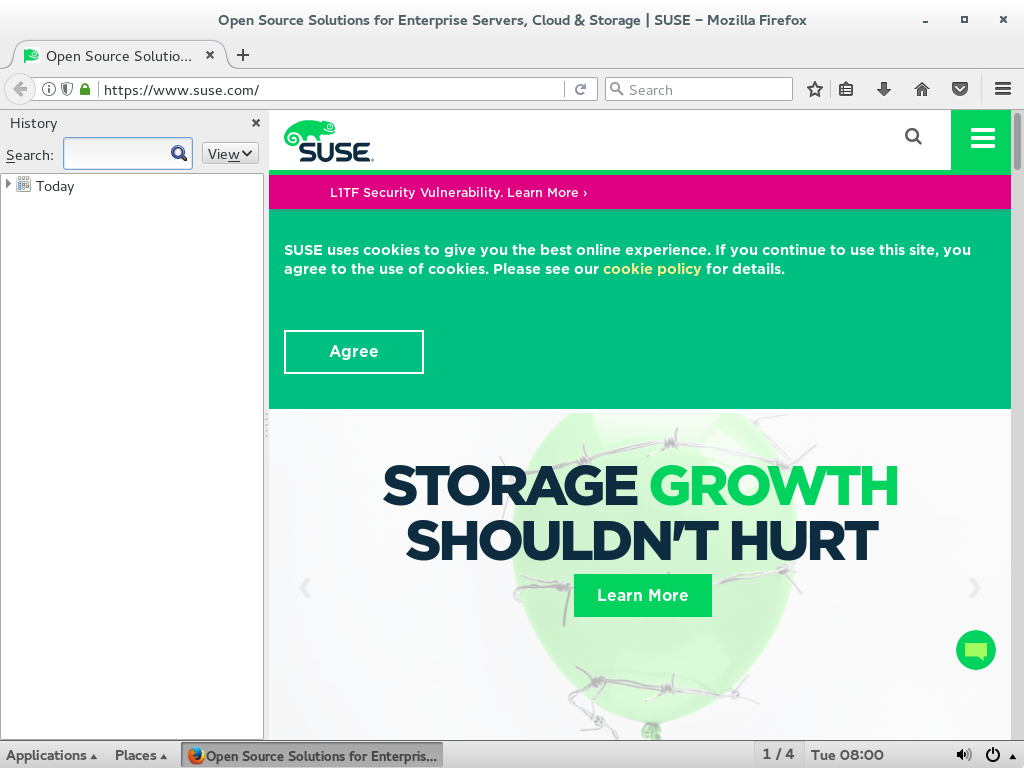 Open Source Solutions for Enterprise Servers, Cloud & Storage | SUSE – Mozilla Firefox
Open Source Solutio...
https://www.suse.com/
Search
History
Search:
View
Today
SUSE
L1TF Security Vulnerability. Learn More ›
SUSE uses cookies to give you the best online experience. If you continue to use this site, you
agree to the use of cookies. Please see our cookie policy for details.
Agree
STORAGE GROWTH
SHOULDN'T HURT
Learn More
Applications
Places
Open Source Solutions for Enterpris...
1 / 4
Tue 08:00